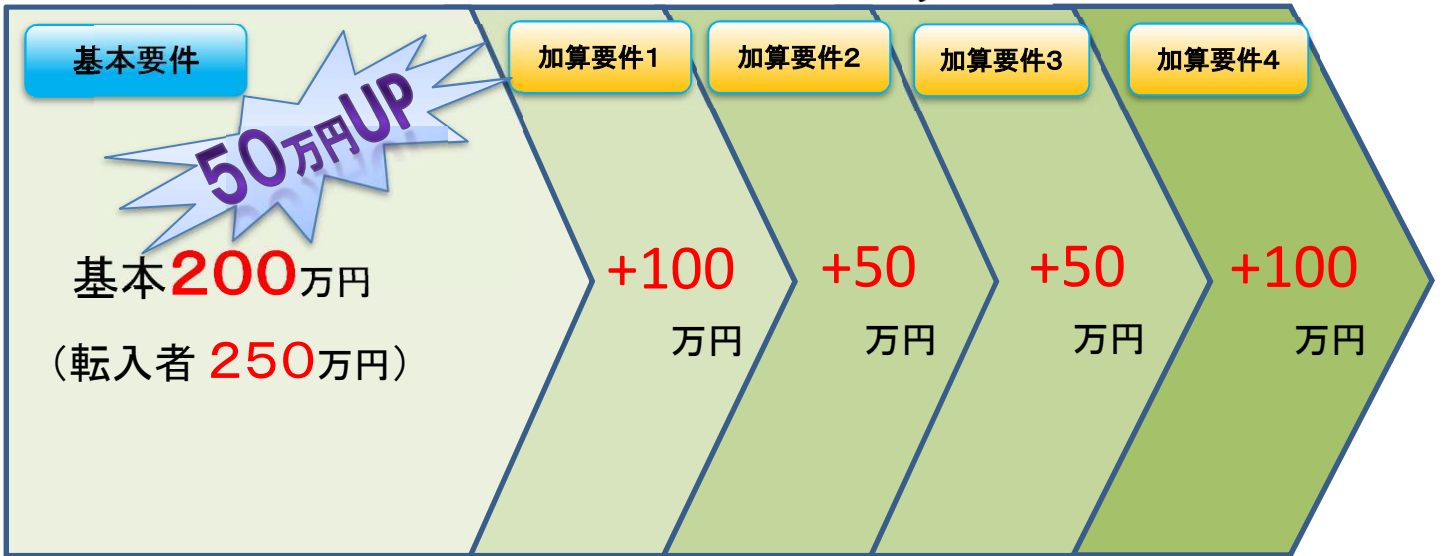 基本要件
50万円UP
基本200万円
（転入者 250万円）
加算要件1
+100
万円
加算要件2
+50
万円
加算要件3
+50
万円
加算要件4
+100
万円